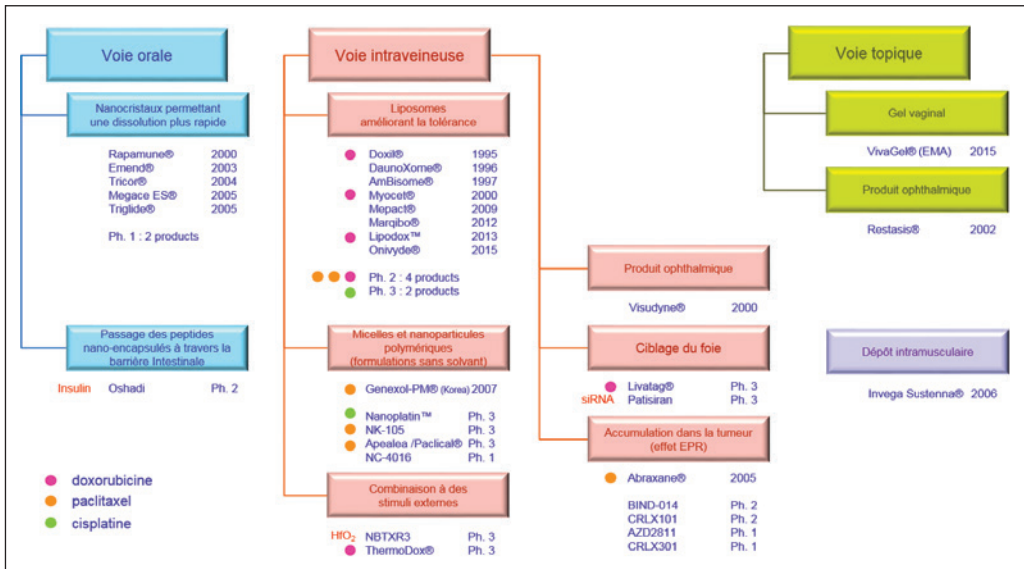 Voie orale
Nanocristaux permettant
une dissolution plus rapide
Rapamune® 2000
Emend® 2003
Tricor® 2004
Megace ES® 2005
Triglide® 2005
Ph. 1 : 2 products
Passage des peptides
nano-encapsulés à travers la
barrière Intestinale
Insulin Oshadi Ph. 2
doxorubicine
paclitaxel
cisplatine
Voie intraveineuse
Liposomes
améliorant la tolérance
Doxil® 1995
DaunoXome® 1996
AmBisome® 1997
Myocet® 2000
Mepact® 2009
Marqibo® 2012
Lipodox™ 2013
Onivyde® 2015
Ph. 2 : 4 products
Ph. 3 : 2 products
Micelles et nanoparticules
polymériques
(formulations sans solvant)
Genexol-PM® (Korea) 2007
Nanoplatin™ Ph. 3
NK-105 Ph. 3
Apealea /Paclical® Ph. 3
NC-4016 Ph. 1
Combinaison à des
stimuli externes
HfO₂ NBTXR3 Ph. 3
ThermoDox® Ph. 3
Produit ophthalmique
Visudyne® 2000
Ciblage du foie
Livatag® Ph. 3
siRNA Patisiran Ph. 3
Accumulation dans la tumeur
(effet EPR)
Abraxane® 2005
BIND-014 Ph. 2
CRLX101 Ph. 2
AZD2811 Ph. 1
CRLX301 Ph. 1
Voie topique
Gel vaginal
VivaGel® (EMA) 2015
Produit ophthalmique
Restasis® 2002
Dépôt intramusculaire
Invega Sustenna® 2006